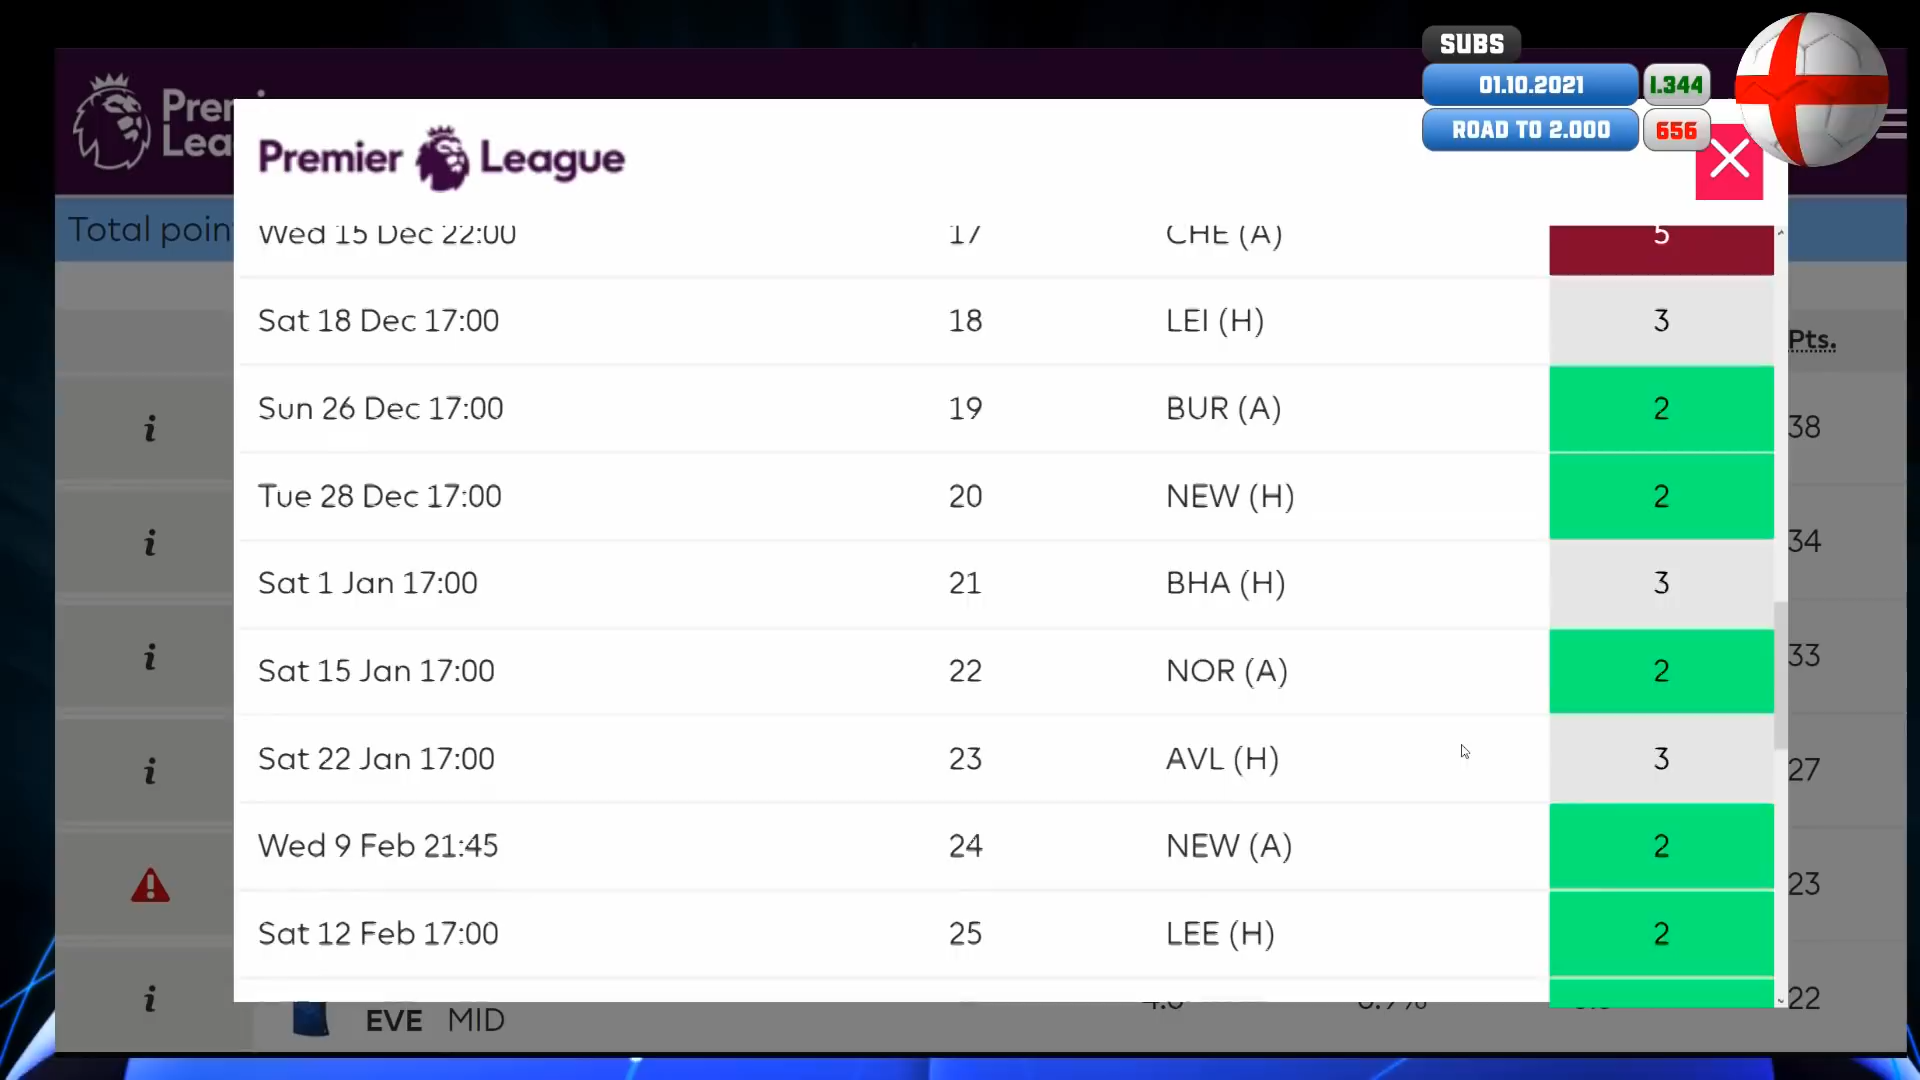 SUBS
01.10.2021 1.344
ROAD TO 2.000 656
Premier League
Total poin
Wed 15 Dec 22:00 17 CHE (A) 5
Sat 18 Dec 17:00 18 LEI (H) 3
Pts.
Sun 26 Dec 17:00 19 BUR (A) 2
38
Tue 28 Dec 17:00 20 NEW (H) 2
34
Sat 1 Jan 17:00 21 BHA (H) 3
Sat 15 Jan 17:00 22 NOR (A) 2
33
Sat 22 Jan 17:00 23 AVL (H) 3
27
Wed 9 Feb 21:45 24 NEW (A) 2
23
Sat 12 Feb 17:00 25 LEE (H) 2
22
EVE MID